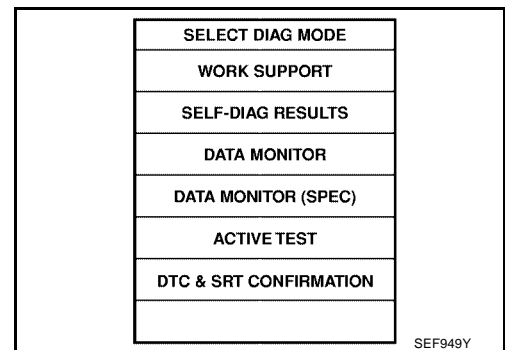 SELECT DIAG MODE
WORK SUPPORT
SELF-DIAG RESULTS
DATA MONITOR
DATA MONITOR (SPEC)
ACTIVE TEST
DTC & SRT CONFIRMATION
SEF949Y